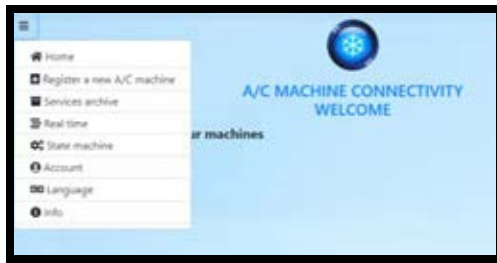 Home
Register a new A/C machine
Services archive
Real time
State machine
Account
Language
Info
A/C MACHINE CONNECTIVITY
WELCOME
ur machines